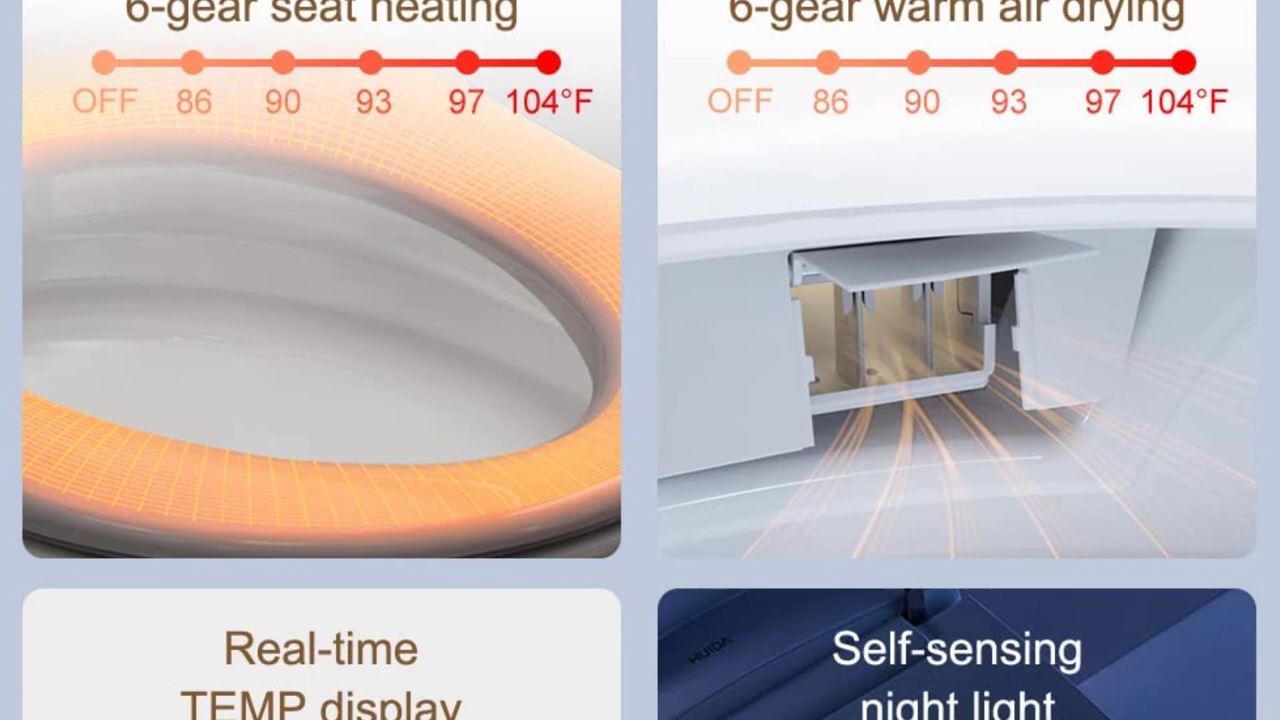 6-gear seat heating
OFF 86 90 93 97 104°F
6-gear warm air drying
OFF 86 90 93 97 104°F
Real-time
TEMP display
HUIDA
Self-sensing
night light